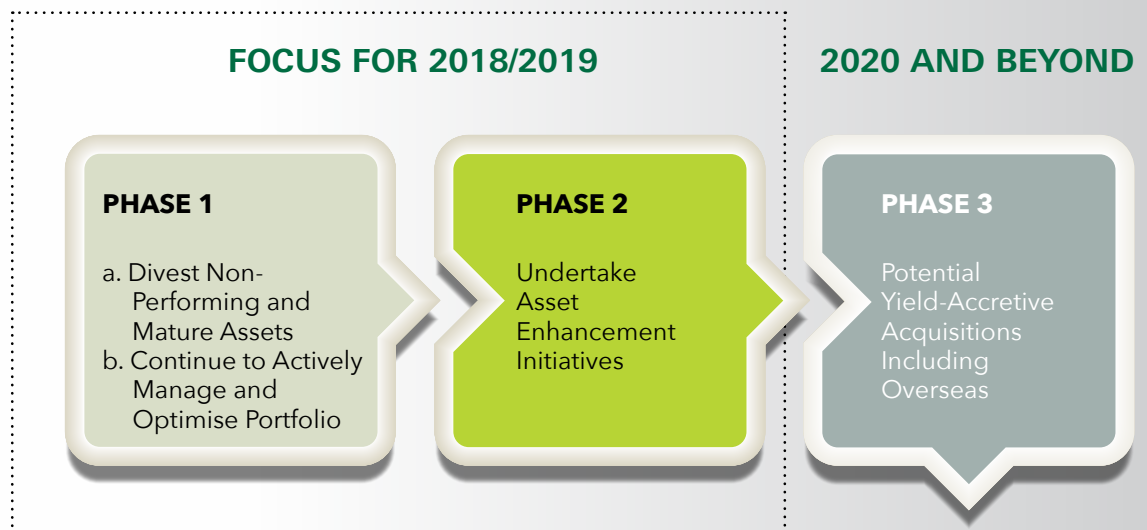 FOCUS FOR 2018/2019
2020 AND BEYOND
PHASE 1
a. Divest Non-
Performing and
Mature Assets
b. Continue to Actively
Manage and
Optimise Portfolio
PHASE 2
Undertake
Asset
Enhancement
Initiatives
PHASE 3
Potential
Yield-Accretive
Acquisitions
Including
Overseas